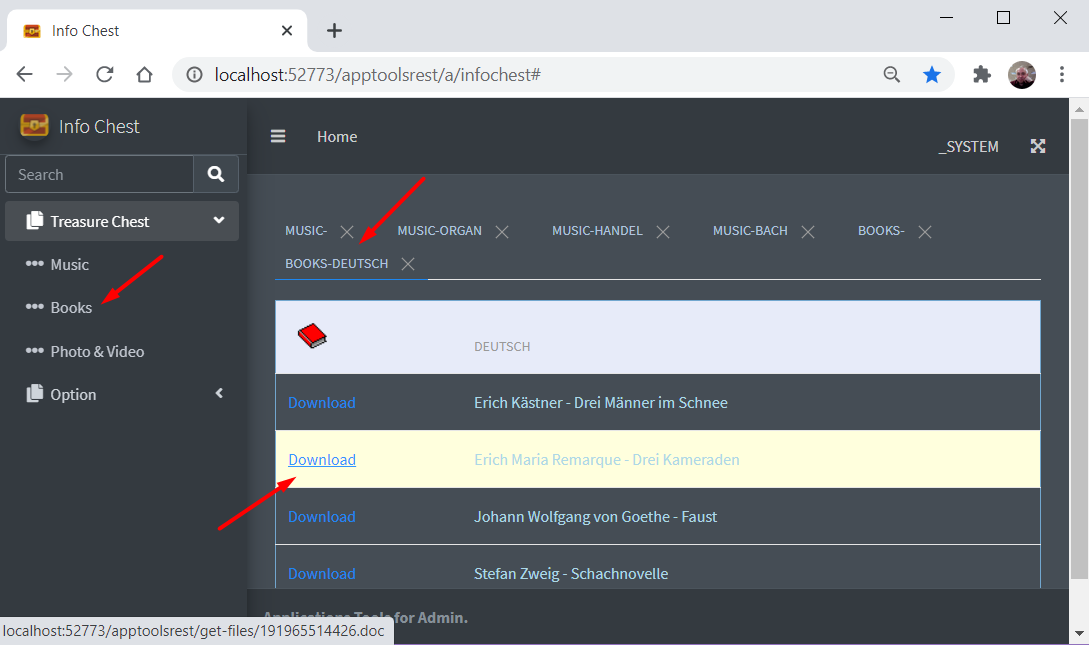 Info Chest
localhost:52773/apptoolsrest/a/infochest#
Info Chest
Home
_SYSTEM
Search
Treasure Chest
Music
Books
Photo & Video
Option
MUSIC-
MUSIC-ORGAN
MUSIC-HANDEL
MUSIC-BACH
BOOKS-
BOOKS-DEUTSCH
DEUTSCH
Download Erich Kästner - Drei Männer im Schnee
Download Erich Maria Remarque - Drei Kameraden
Download Johann Wolfgang von Goethe - Faust
Download Stefan Zweig - Schachnovelle
Applications Tools for Admin.
localhost:52773/apptoolsrest/get-files/191965514426.doc